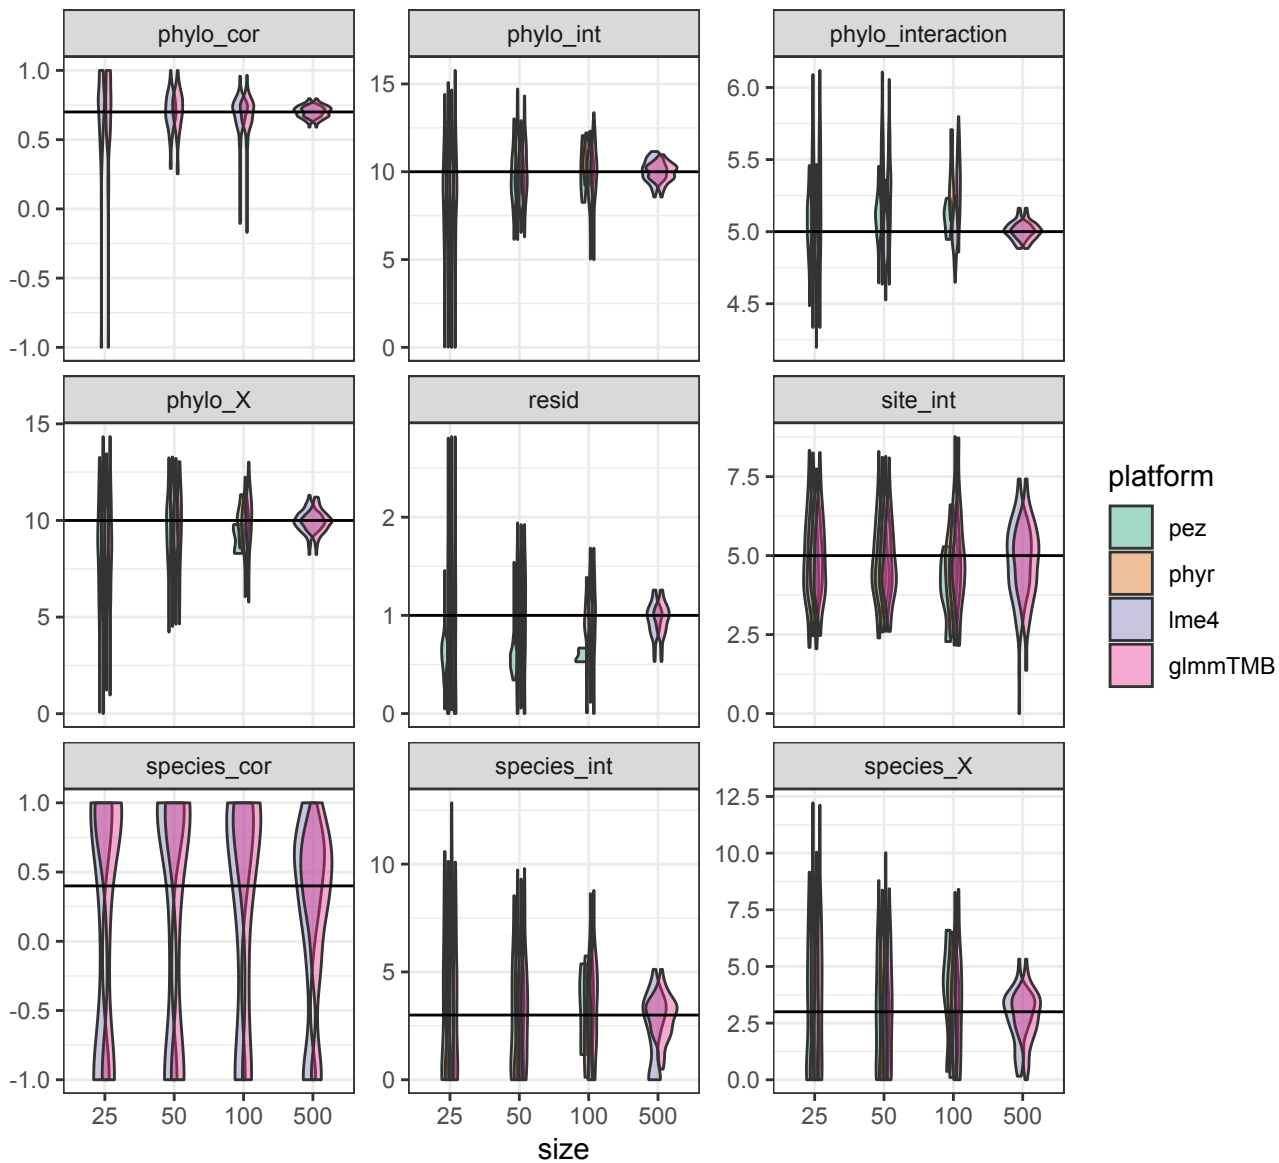 phylo_cor
phylo_int
phylo_interaction
1.0
0.5
0.0
-0.5
-1.0
15
10
5
0
6.0
5.5
5.0
4.5
phylo_X
resid
site_int
15
10
5
0
2
1
0
7.5
5.0
2.5
0.0
species_cor
species_int
species_X
1.0
0.5
0.0
-0.5
-1.0
10
5
0
12.5
10.0
7.5
5.0
2.5
0.0
25 50 100 500
25 50 100 500
25 50 100 500
size
platform
pez
phyr
lme4
glmmTMB